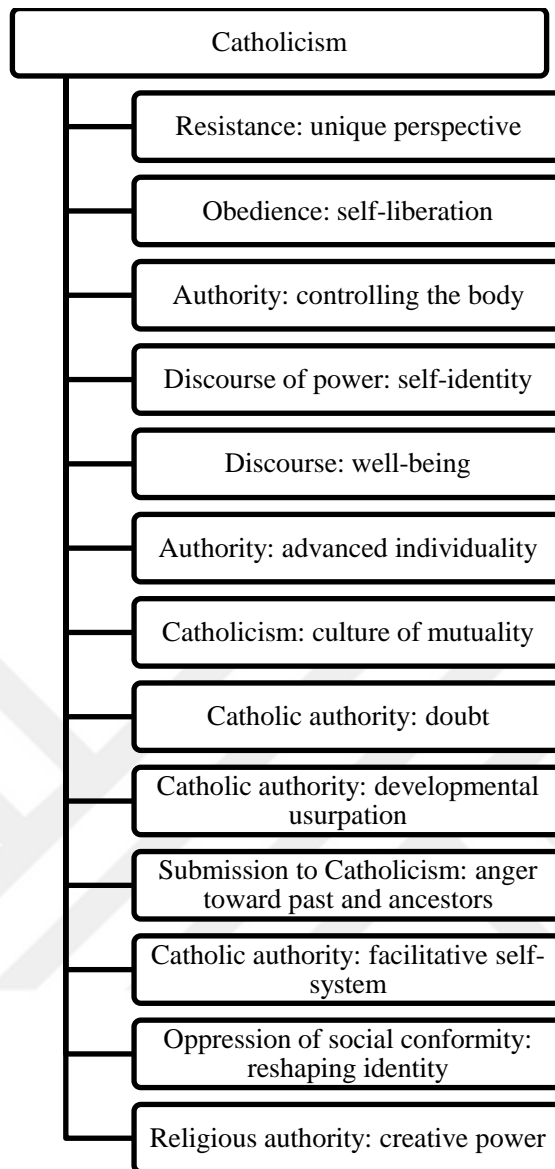 Catholicism
Resistance: unique perspective
Obedience: self-liberation
Authority: controlling the body
Discourse of power: self-identity
Discourse: well-being
Authority: advanced individuality
Catholicism: culture of mutuality
Catholic authority: doubt
Catholic authority: developmental
usurpation
Submission to Catholicism: anger
toward past and ancestors
Catholic authority: facilitative self-
system
Oppression of social conformity:
reshaping identity
Religious authority: creative power